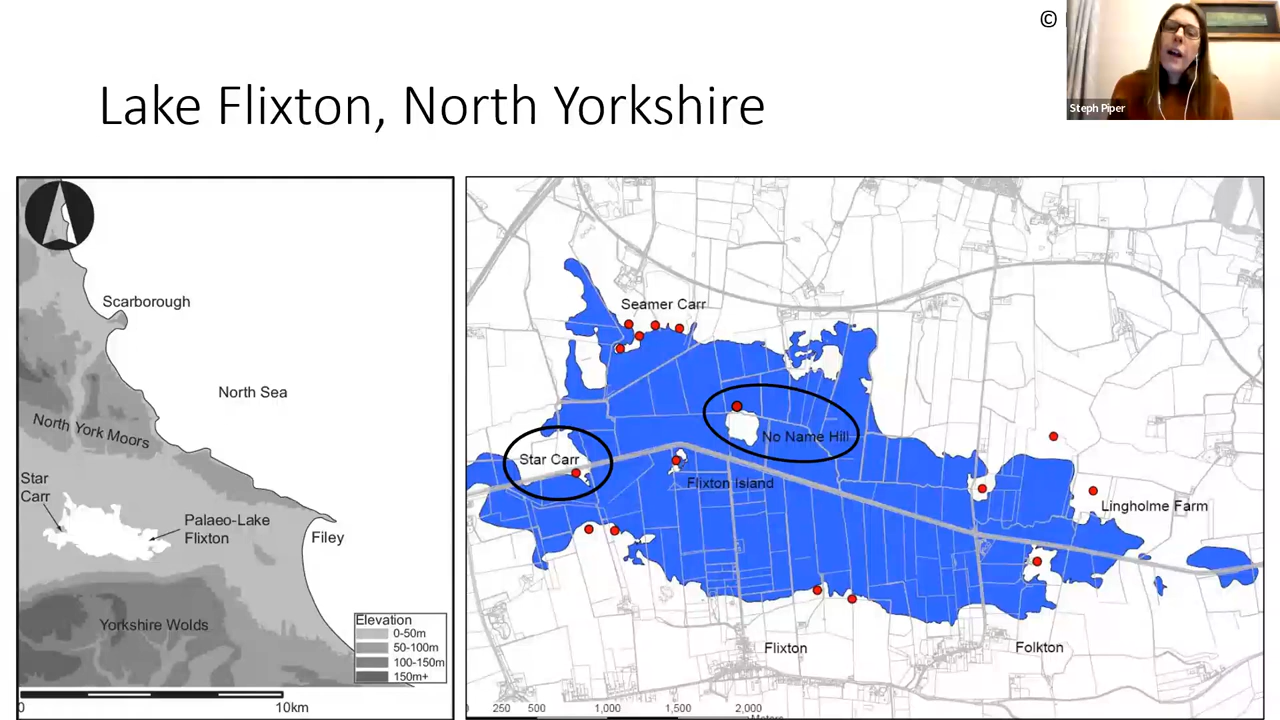 ©
Steph Piper
Lake Flixton, North Yorkshire
Scarborough
North Sea
North York Moors
Star
Carr
Palaeo-Lake
Flixton
Filey
Yorkshire Wolds
Elevation
0-50m
50-100m
100-150m
150m+
0
10km
Seamer Carr
No Name Hill
Star Carr
Flixton Island
Lingholme Farm
Flixton
Folkton
0 250 500 1,000 1,500 2,000
Meters